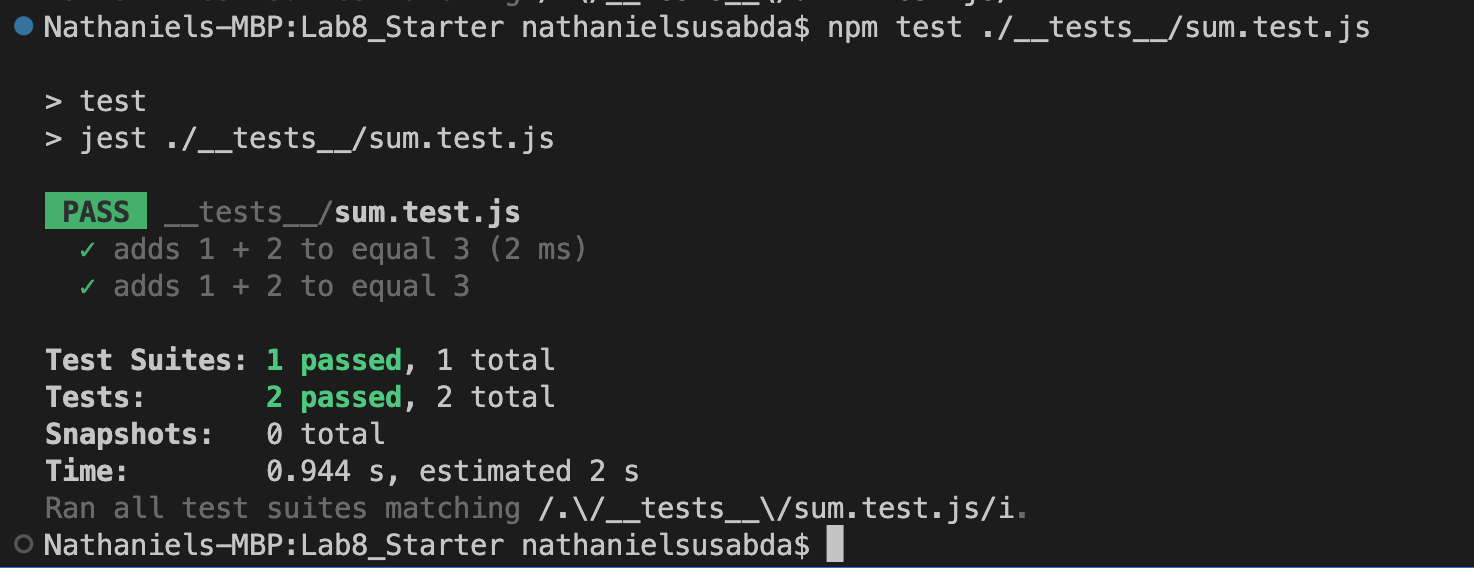 Nathaniels-MBP:Lab8_Starter nathanielsusabda$ npm test ./__tests__/sum.test.js
> test
> jest ./__tests__/sum.test.js
PASS __tests__/sum.test.js
✓ adds 1 + 2 to equal 3 (2 ms)
✓ adds 1 + 2 to equal 3
Test Suites: 1 passed, 1 total
Tests: 2 passed, 2 total
Snapshots: 0 total
Time: 0.944 s, estimated 2 s
Ran all test suites matching /.\/__tests__\/sum.test.js/i.
Nathaniels-MBP:Lab8_Starter nathanielsusabda$